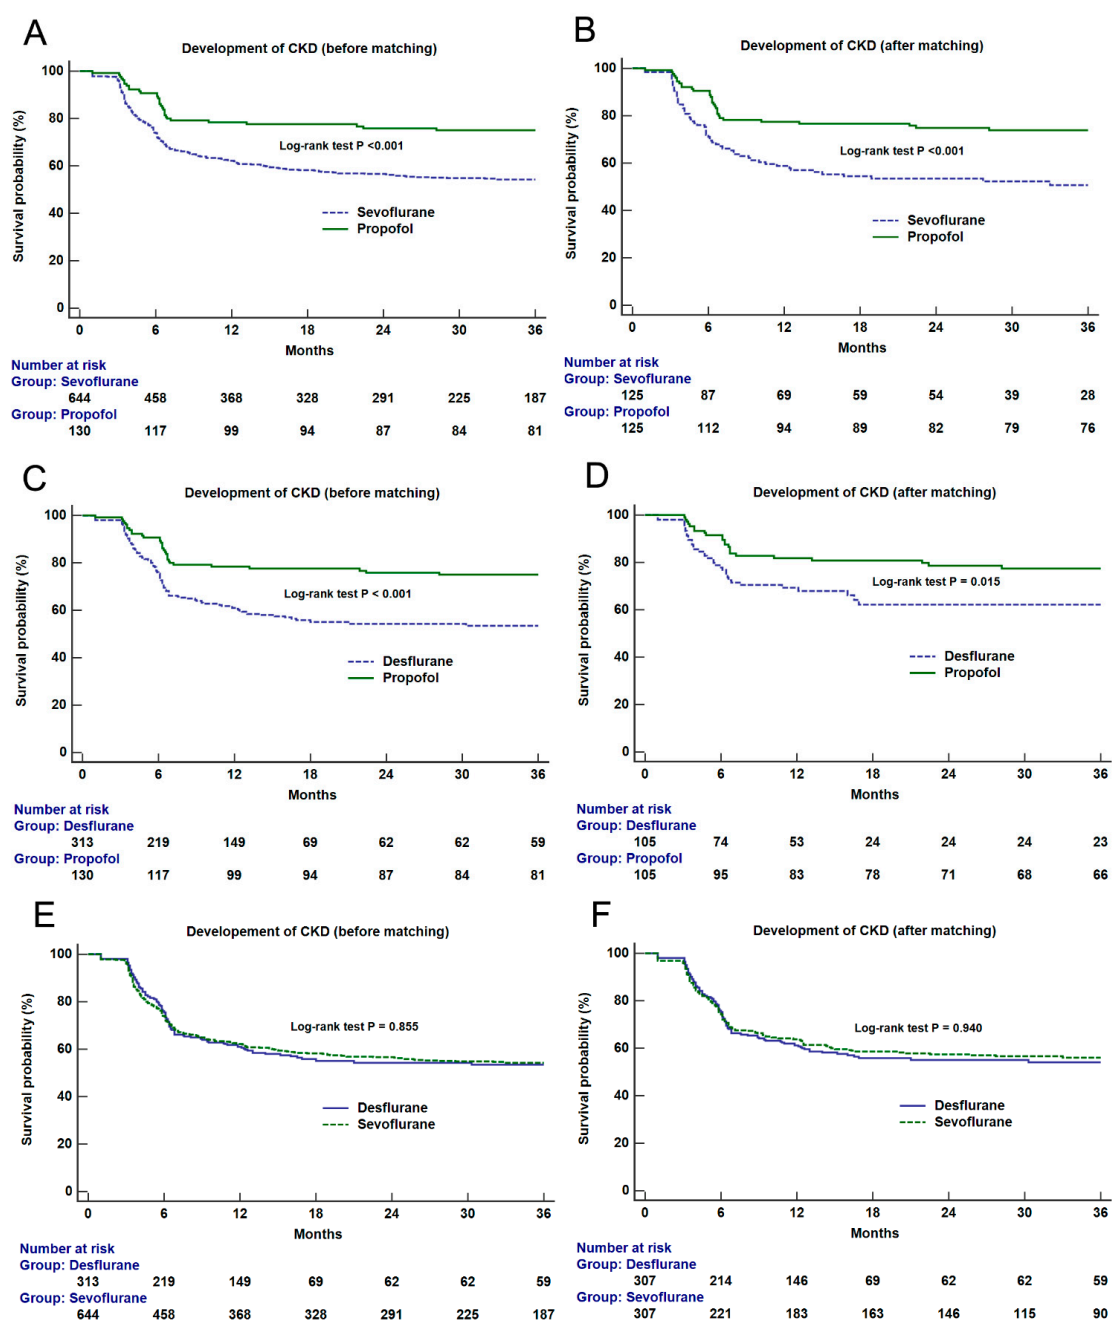 A
Development of CKD (before matching)
Survival probability (%)
100
80
60
40
20
0
Log-rank test P <0.001
Sevoflurane
Propofol
0 6 12 18 24 30 36
Months
Number at risk
Group: Sevoflurane
644 458 368 328 291 225 187
Group: Propofol
130 117 99 94 87 84 81
B
Development of CKD (after matching)
Survival probability (%)
100
80
60
40
20
0
Log-rank test P <0.001
Sevoflurane
Propofol
0 6 12 18 24 30 36
Months
Number at risk
Group: Sevoflurane
125 87 69 59 54 39 28
Group: Propofol
125 112 94 89 82 79 76
C
Development of CKD (before matching)
Survival probability (%)
100
80
60
40
20
0
Log-rank test P < 0.001
Desflurane
Propofol
0 6 12 18 24 30 36
Months
Number at risk
Group: Desflurane
313 219 149 69 62 62 59
Group: Propofol
130 117 99 94 87 84 81
D
Development of CKD (after matching)
Survival probability (%)
100
80
60
40
20
0
Log-rank test P = 0.015
Desflurane
Propofol
0 6 12 18 24 30 36
Months
Number at risk
Group: Desflurane
105 74 53 24 24 24 23
Group: Propofol
105 95 83 78 71 68 66
E
Developement of CKD (before matching)
Survival probability (%)
100
80
60
40
20
0
Log-rank test P = 0.855
Desflurane
Sevoflurane
0 6 12 18 24 30 36
Months
Number at risk
Group: Desflurane
313 219 149 69 62 62 59
Group: Sevoflurane
644 458 368 328 291 225 187
F
Development of CKD (after matching)
Survival probability (%)
100
80
60
40
20
0
Log-rank test P = 0.940
Desflurane
Sevoflurane
0 6 12 18 24 30 36
Months
Number at risk
Group: Desflurane
307 214 146 69 62 62 59
Group: Sevoflurane
307 221 183 163 146 115 90